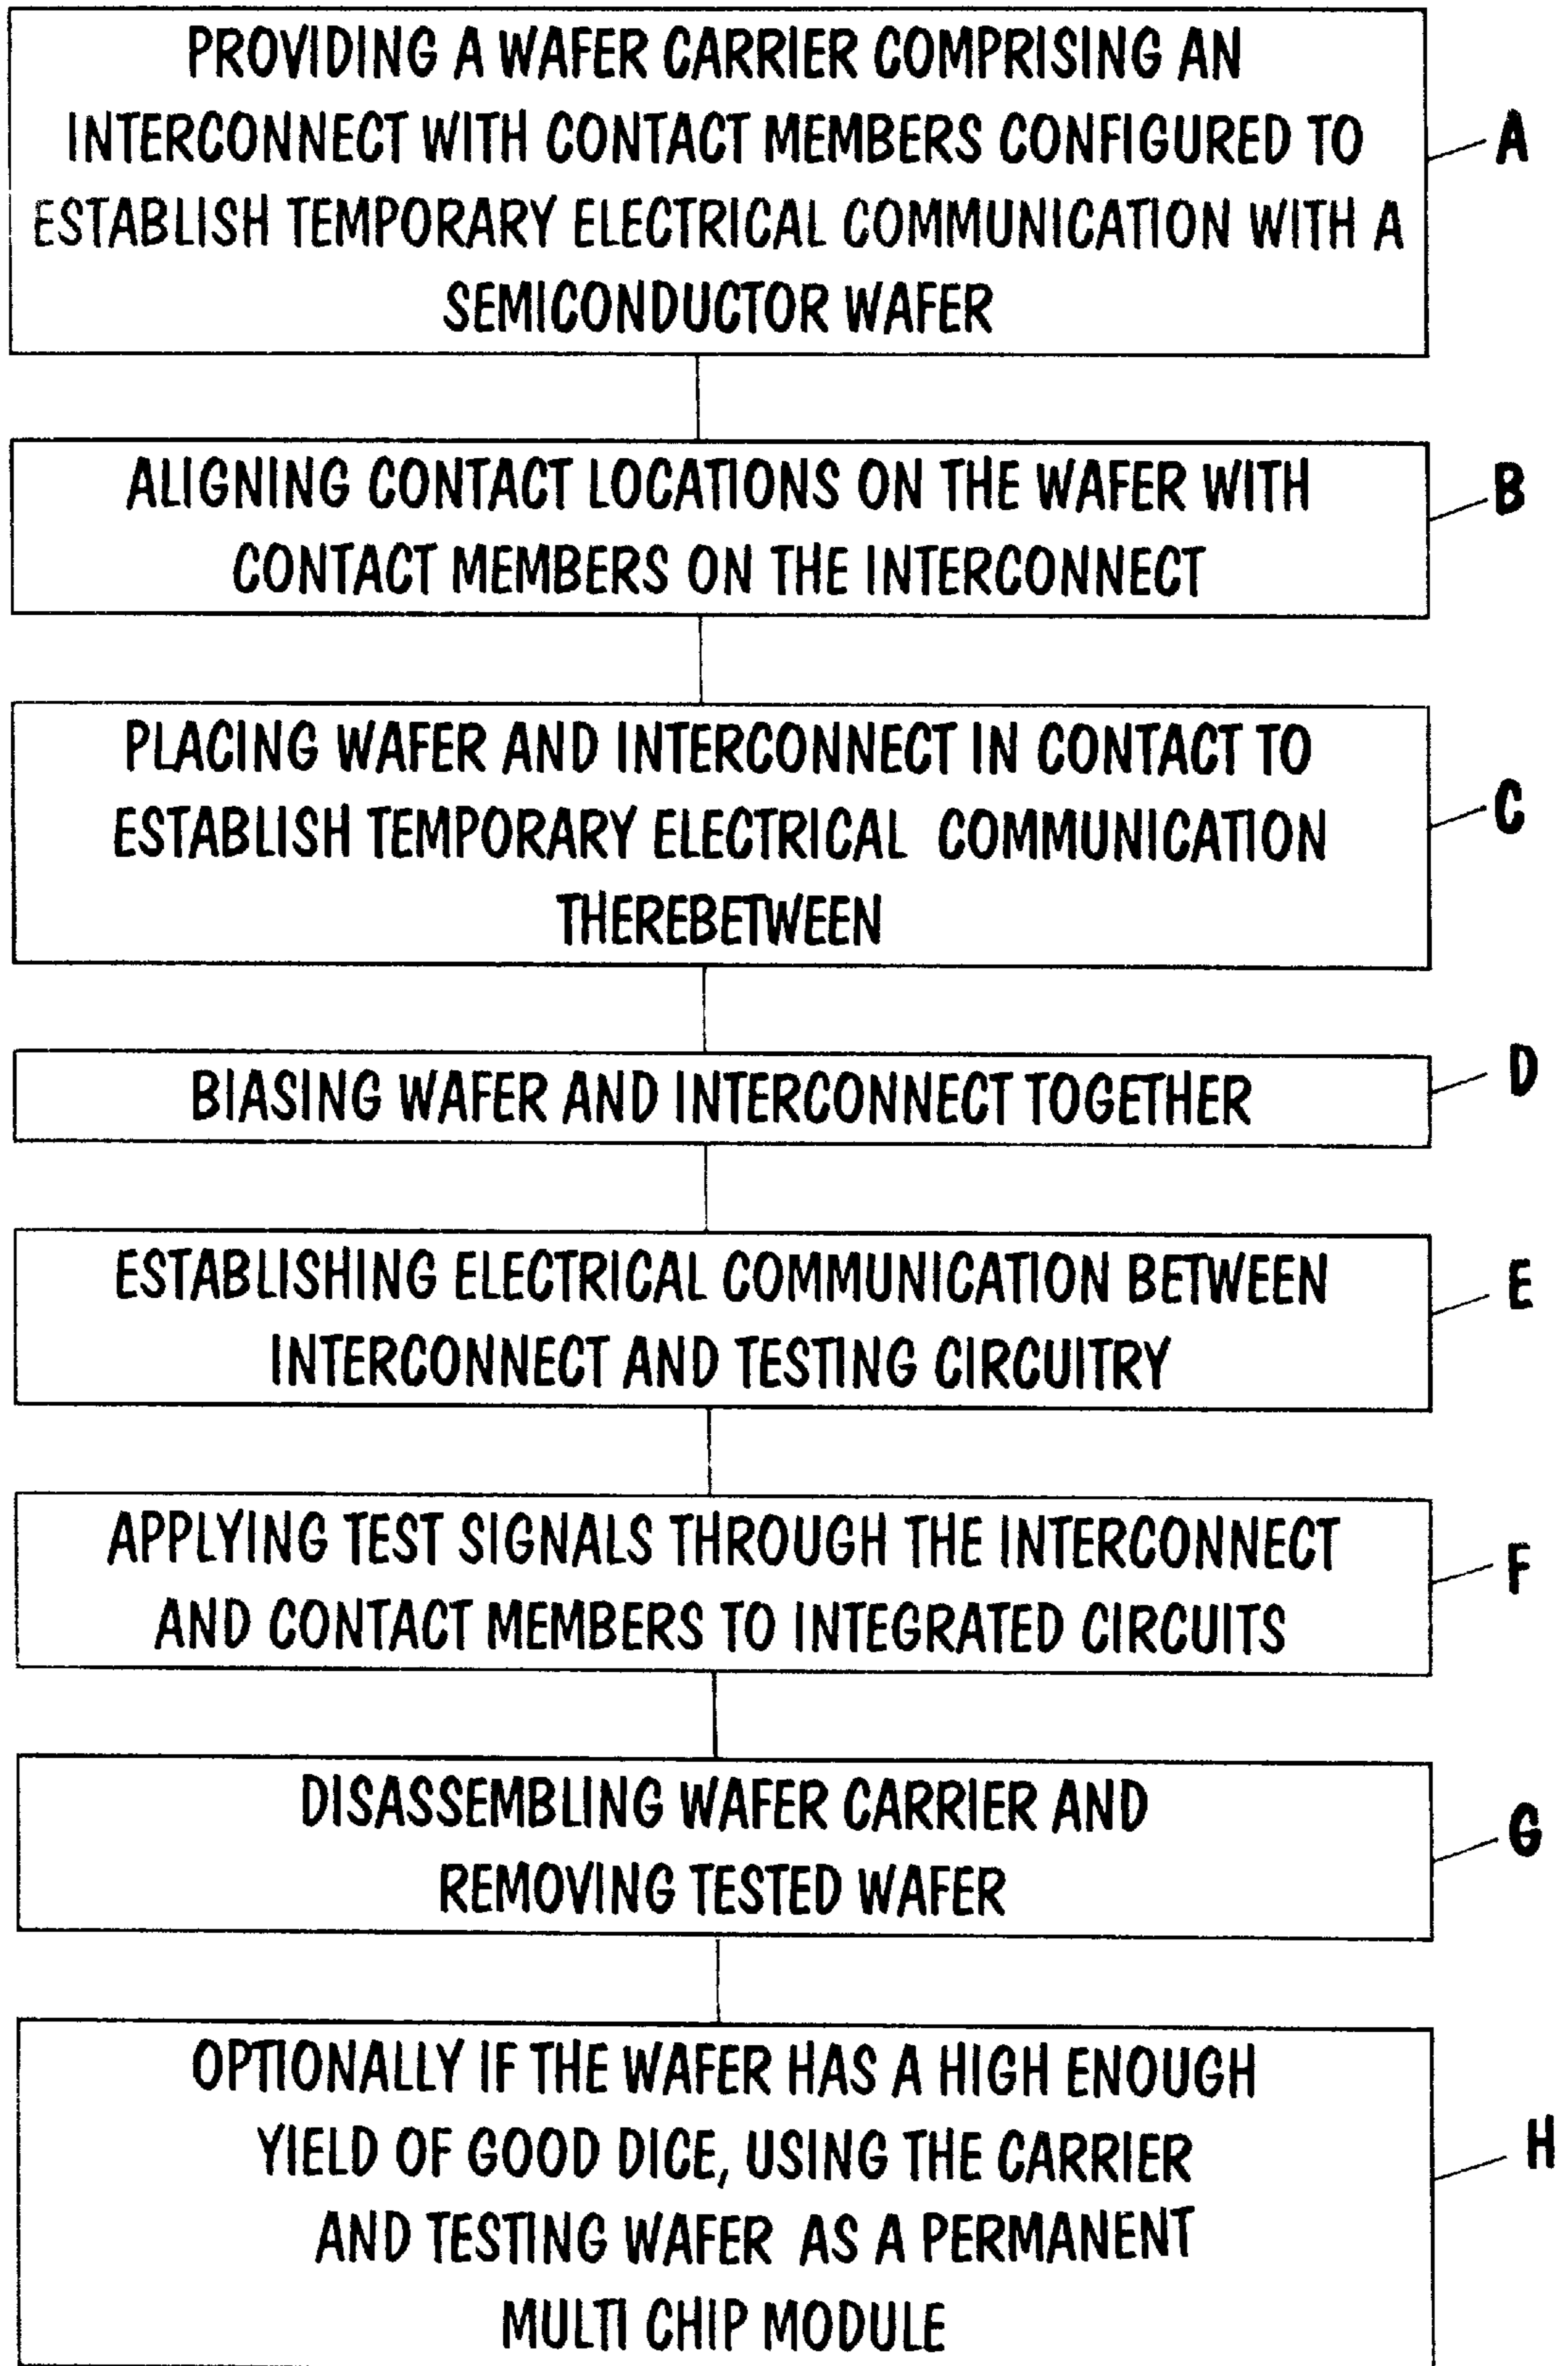 PROVIDING A WAFER CARRIER COMPRISING AN
INTERCONNECT WITH CONTACT MEMBERS CONFIGURED TO
ESTABLISH TEMPORARY ELECTRICAL COMMUNICATION WITH A
SEMICONDUCTOR WAFER
A
ALIGNING CONTACT LOCATIONS ON THE WAFER WITH
CONTACT MEMBERS ON THE INTERCONNECT
B
PLACING WAFER AND INTERCONNECT IN CONTACT TO
ESTABLISH TEMPORARY ELECTRICAL COMMUNICATION
THEREBETWEEN
C
BIASING WAFER AND INTERCONNECT TOGETHER
D
ESTABLISHING ELECTRICAL COMMUNICATION BETWEEN
INTERCONNECT AND TESTING CIRCUITRY
E
APPLYING TEST SIGNALS THROUGH THE INTERCONNECT
AND CONTACT MEMBERS TO INTEGRATED CIRCUITS
F
DISASSEMBLING WAFER CARRIER AND
REMOVING TESTED WAFER
G
OPTIONALLY IF THE WAFER HAS A HIGH ENOUGH
YIELD OF GOOD DICE, USING THE CARRIER
AND TESTING WAFER AS A PERMANENT
MULTI CHIP MODULE
H